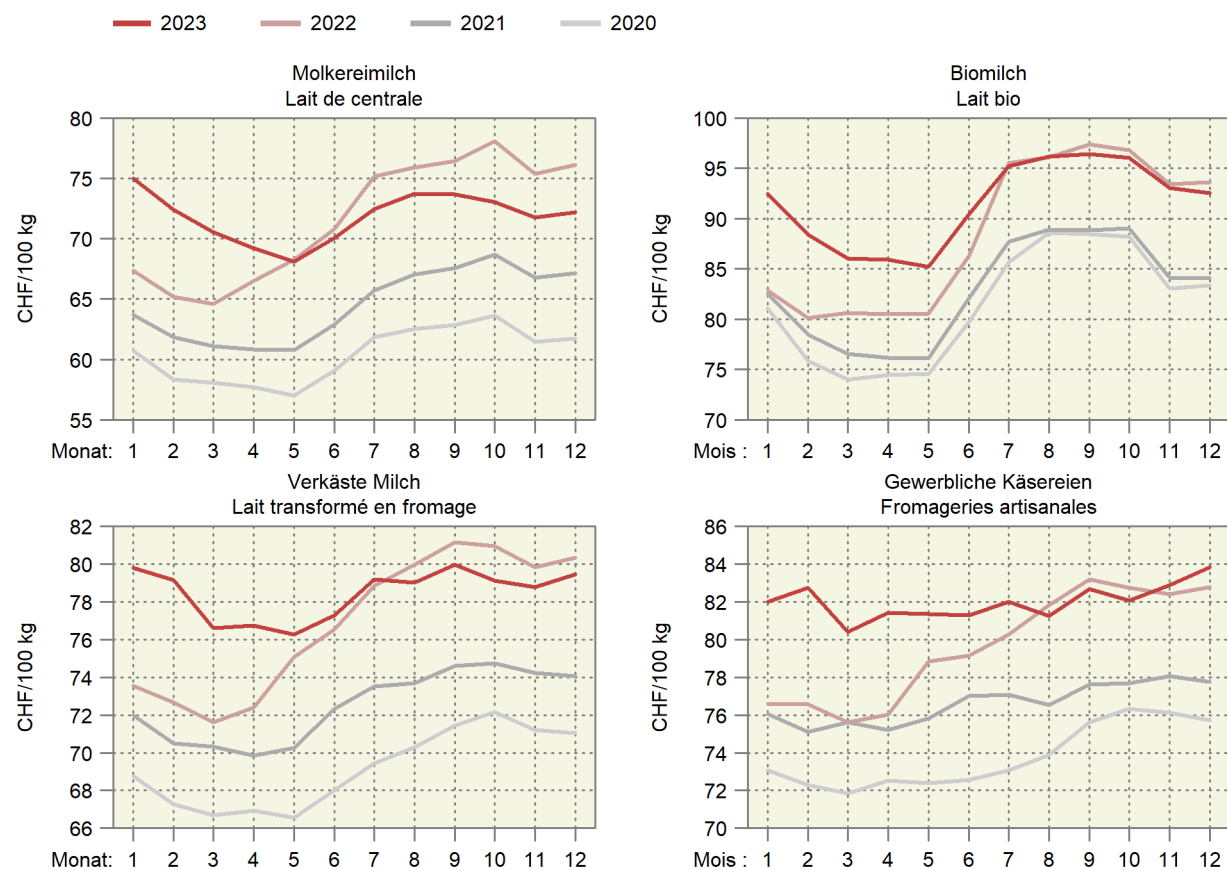 2023 2022 2021 2020
Molkereimilch
Lait de centrale
80
75
70
65
60
55
CHF/100 kg
Monat: 1 2 3 4 5 6 7 8 9 10 11 12
Biomilch
Lait bio
100
95
90
85
80
75
70
CHF/100 kg
Mois : 1 2 3 4 5 6 7 8 9 10 11 12
Verkäste Milch
Lait transformé en fromage
82
80
78
76
74
72
70
68
66
CHF/100 kg
Monat: 1 2 3 4 5 6 7 8 9 10 11 12
Gewerbliche Käsereien
Fromageries artisanales
86
84
82
80
78
76
74
72
70
CHF/100 kg
Mois : 1 2 3 4 5 6 7 8 9 10 11 12